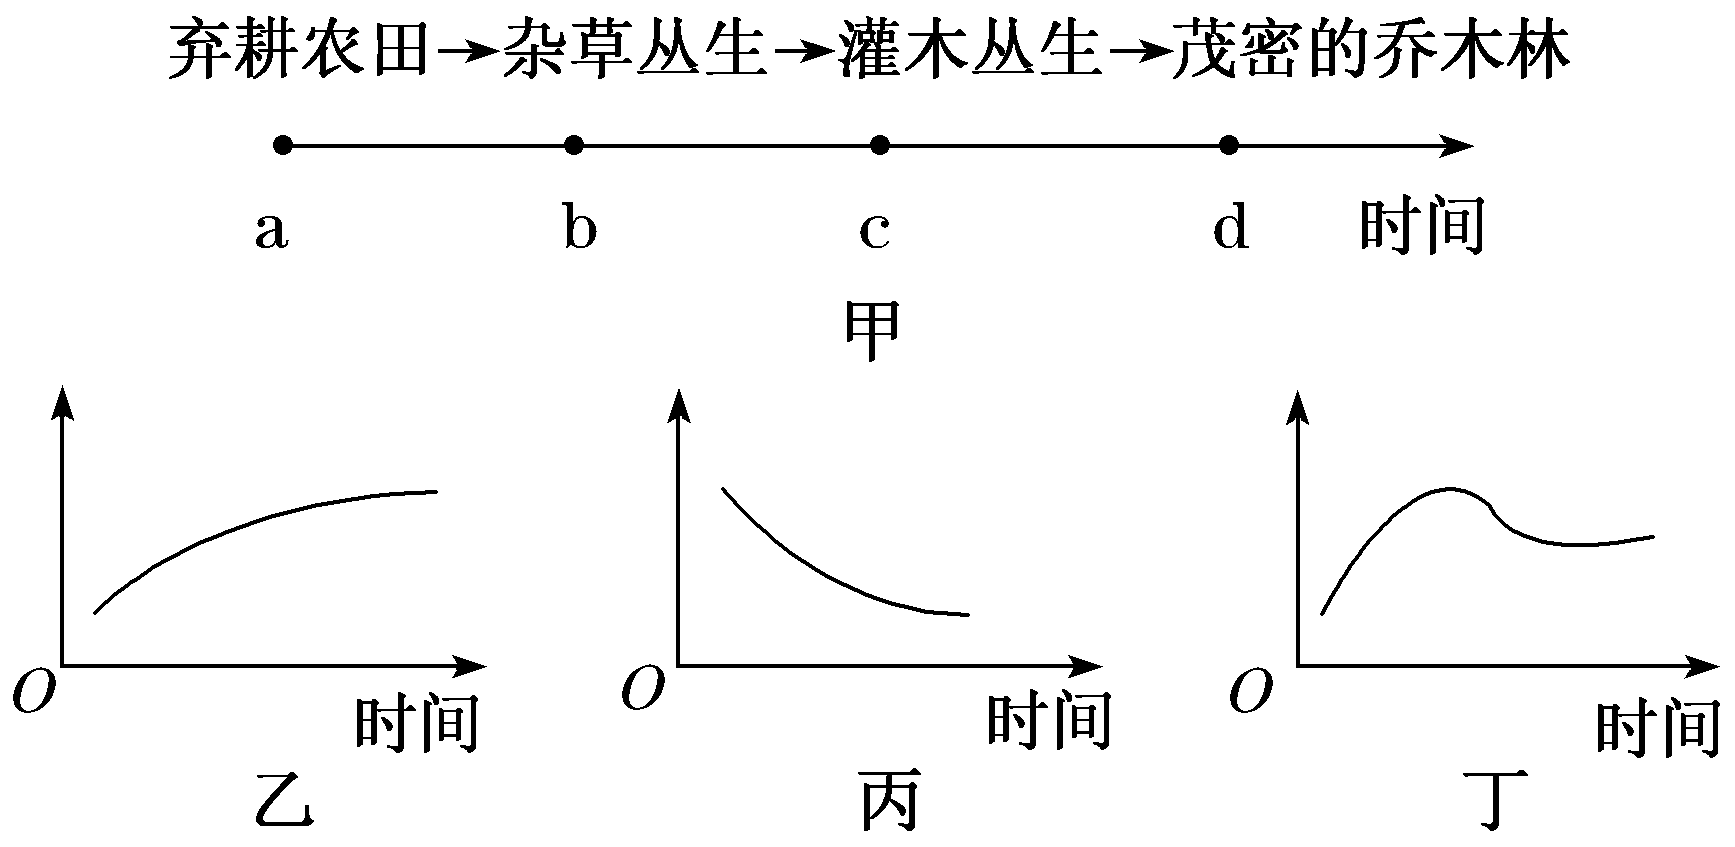 弃耕农田→杂草丛生→灌木丛生→茂密的乔木林
a b c d 时间
甲
O 时间 O 时间 O 时间
乙 丙 丁